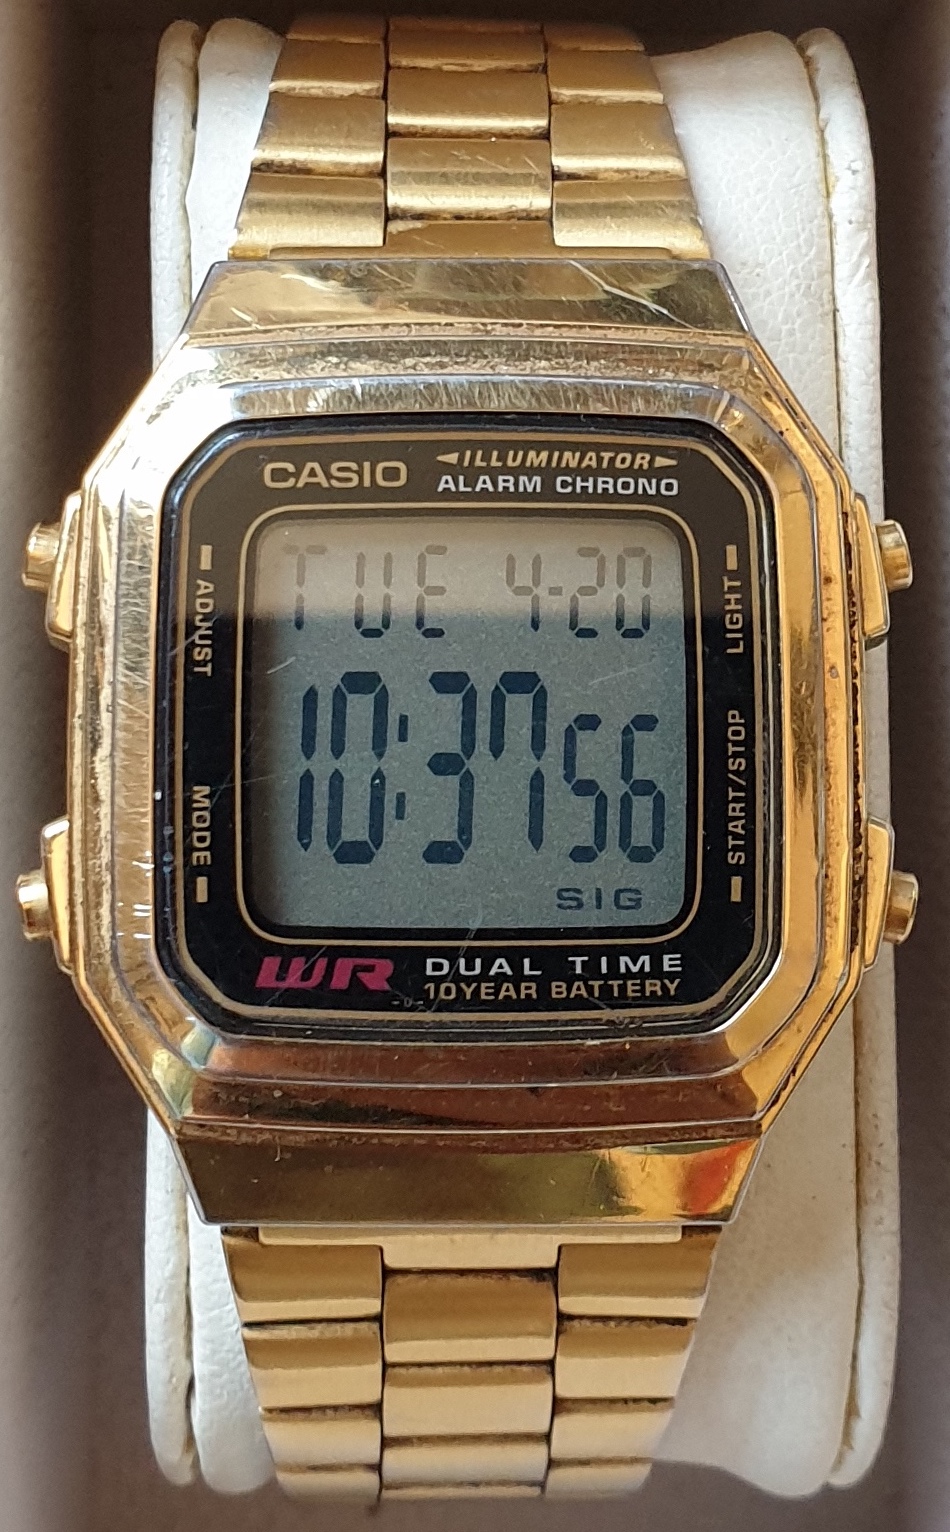 CASIO
ILLUMINATOR
ALARM CHRONO
ADJUST
LIGHT
TUE 4-20
10:37 56
SIG
MODE
START/STOP
WR
DUAL TIME
10YEAR BATTERY